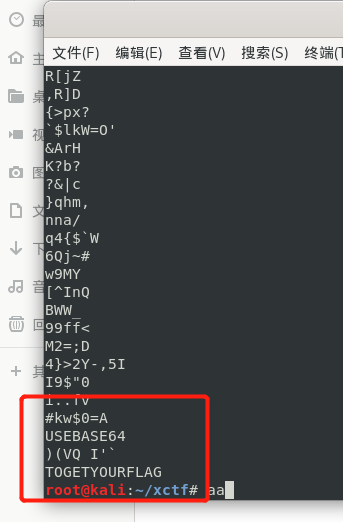 最
文件(F) 编辑(E) 查看(V) 搜索(S) 终端(T
主
桌
视
图
文
下
音
回
其
R[jZ
,R]D
{>px?
`$lkW=O'
&ArH
K?b?
?&|c
}qhm,
nna/
q4{$`W
6Qj~#
w9MY
[^InQ
BWW_
99ff<
M2=;D
4}>2Y-,5I
I9$"0
i..fV
#kw$0=A
USEBASE64
)(VQ I'`
TOGETYOURFLAG
root@kali:~/xctf# aa